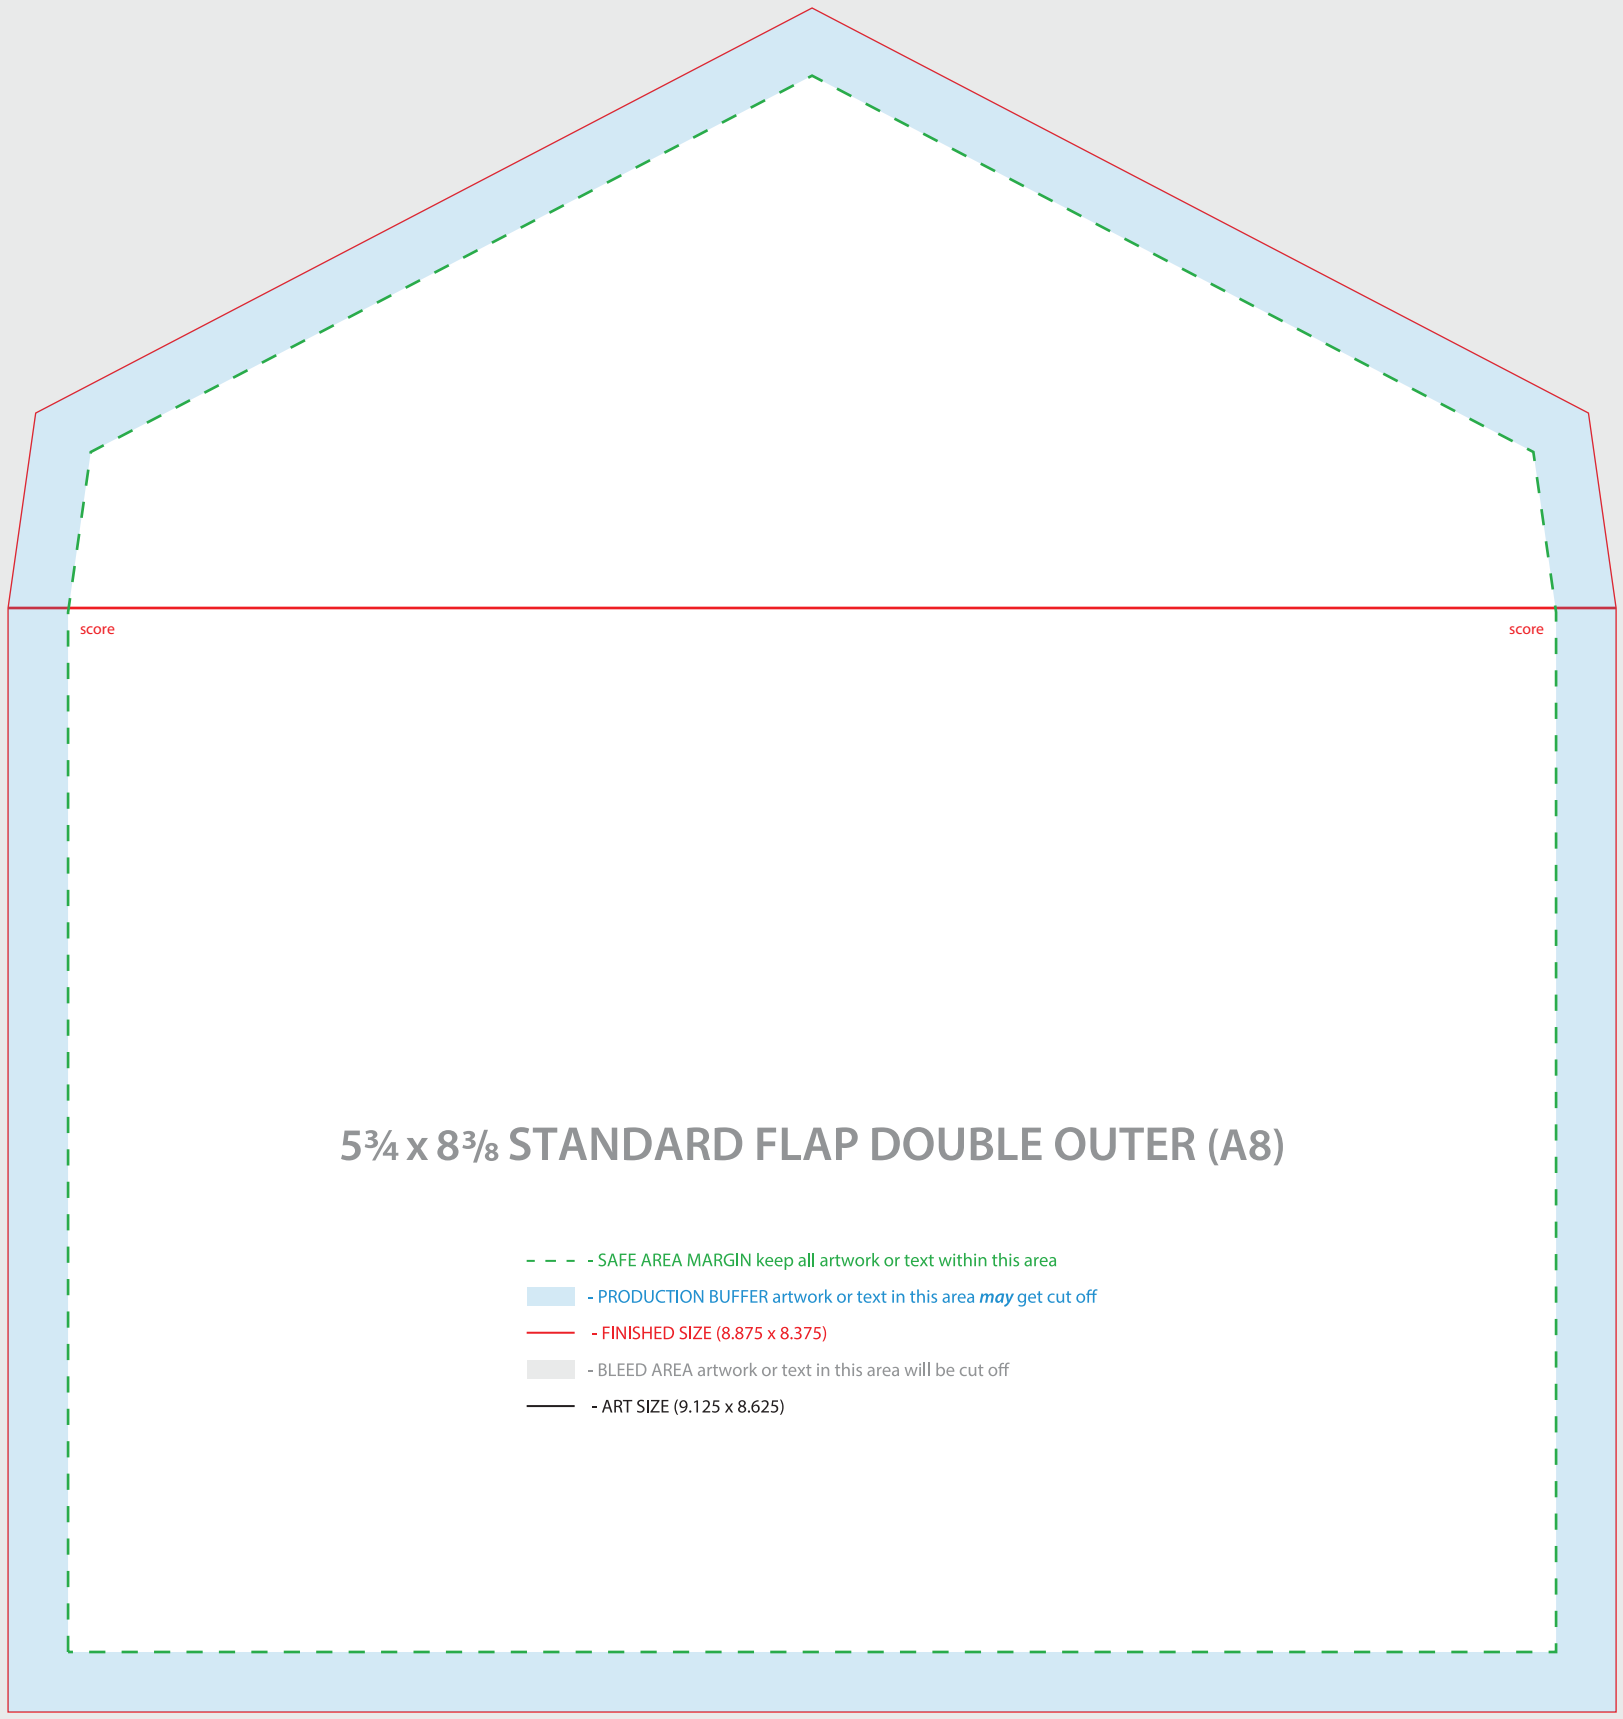 score score
5¾ x 8⅜ STANDARD FLAP DOUBLE OUTER (A8)
- SAFE AREA MARGIN keep all artwork or text within this area
- PRODUCTION BUFFER artwork or text in this area may get cut off
- FINISHED SIZE (8.875 x 8.375)
- BLEED AREA artwork or text in this area will be cut off
- ART SIZE (9.125 x 8.625)